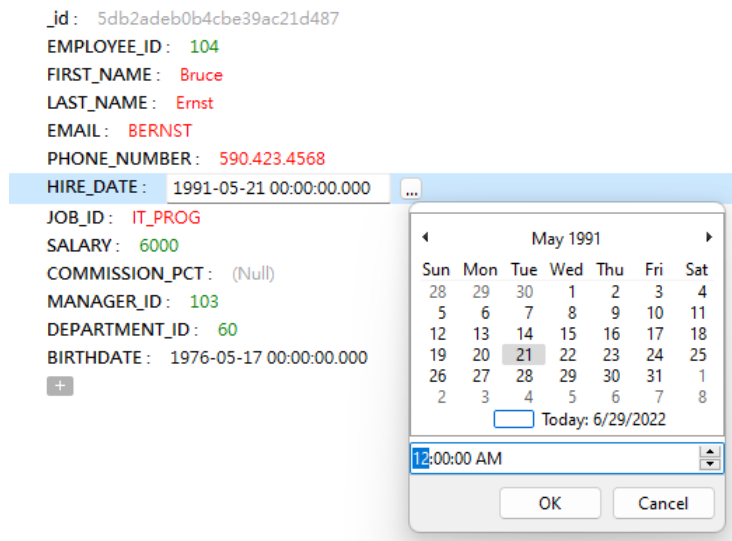 _id : 5db2adeb0b4cbe39ac21d487
EMPLOYEE_ID : 104
FIRST_NAME : Bruce
LAST_NAME : Ernst
EMAIL : BERNST
PHONE_NUMBER : 590.423.4568
HIRE_DATE : 1991-05-21 00:00:00.000 ...
JOB_ID : IT_PROG
SALARY : 6000
COMMISSION_PCT : (Null)
MANAGER_ID : 103
DEPARTMENT_ID : 60
BIRTHDATE : 1976-05-17 00:00:00.000
+
May 1991
Sun Mon Tue Wed Thu Fri Sat
28 29 30 1 2 3 4
5 6 7 8 9 10 11
12 13 14 15 16 17 18
19 20 21 22 23 24 25
26 27 28 29 30 31 1
2 3 4 5 6 7 8
Today: 6/29/2022
12:00:00 AM
OK Cancel